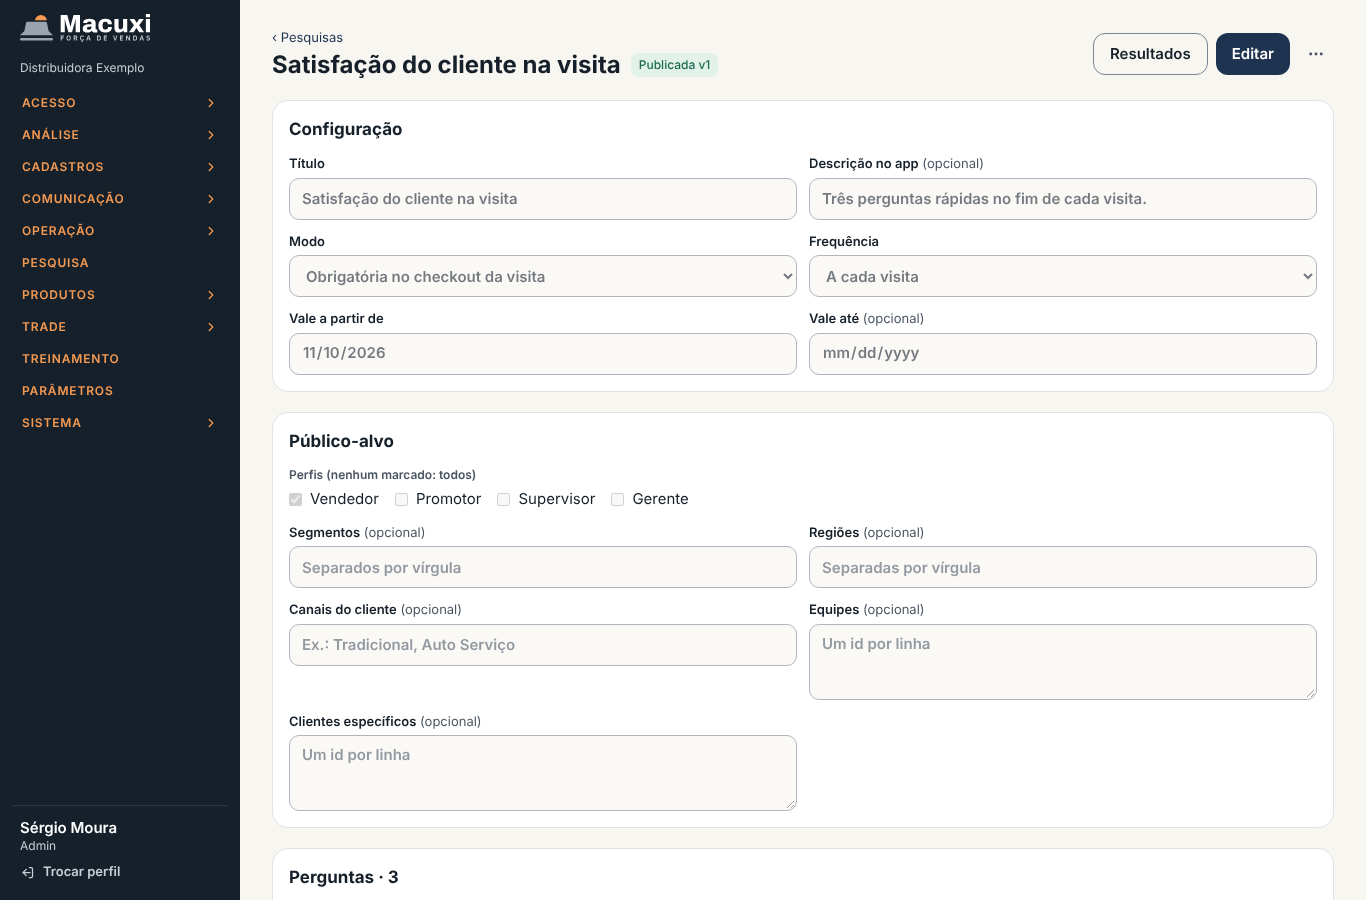 Macuxi
FORÇA DE VENDAS
Distribuidora Exemplo
ACESSO
ANÁLISE
CADASTROS
COMUNICAÇÃO
OPERAÇÃO
PESQUISA
PRODUTOS
TRADE
TREINAMENTO
PARÂMETROS
SISTEMA
Sérgio Moura
Admin
Trocar perfil
‹ Pesquisas
Satisfação do cliente na visita Publicada v1
Resultados Editar ···
Configuração
Título
Satisfação do cliente na visita
Descrição no app (opcional)
Três perguntas rápidas no fim de cada visita.
Modo
Obrigatória no checkout da visita
Frequência
A cada visita
Vale a partir de
11/10/2026
Vale até (opcional)
mm/dd/yyyy
Público-alvo
Perfis (nenhum marcado: todos)
Vendedor Promotor Supervisor Gerente
Segmentos (opcional)
Separados por vírgula
Regiões (opcional)
Separadas por vírgula
Canais do cliente (opcional)
Ex.: Tradicional, Auto Serviço
Equipes (opcional)
Um id por linha
Clientes específicos (opcional)
Um id por linha
Perguntas · 3